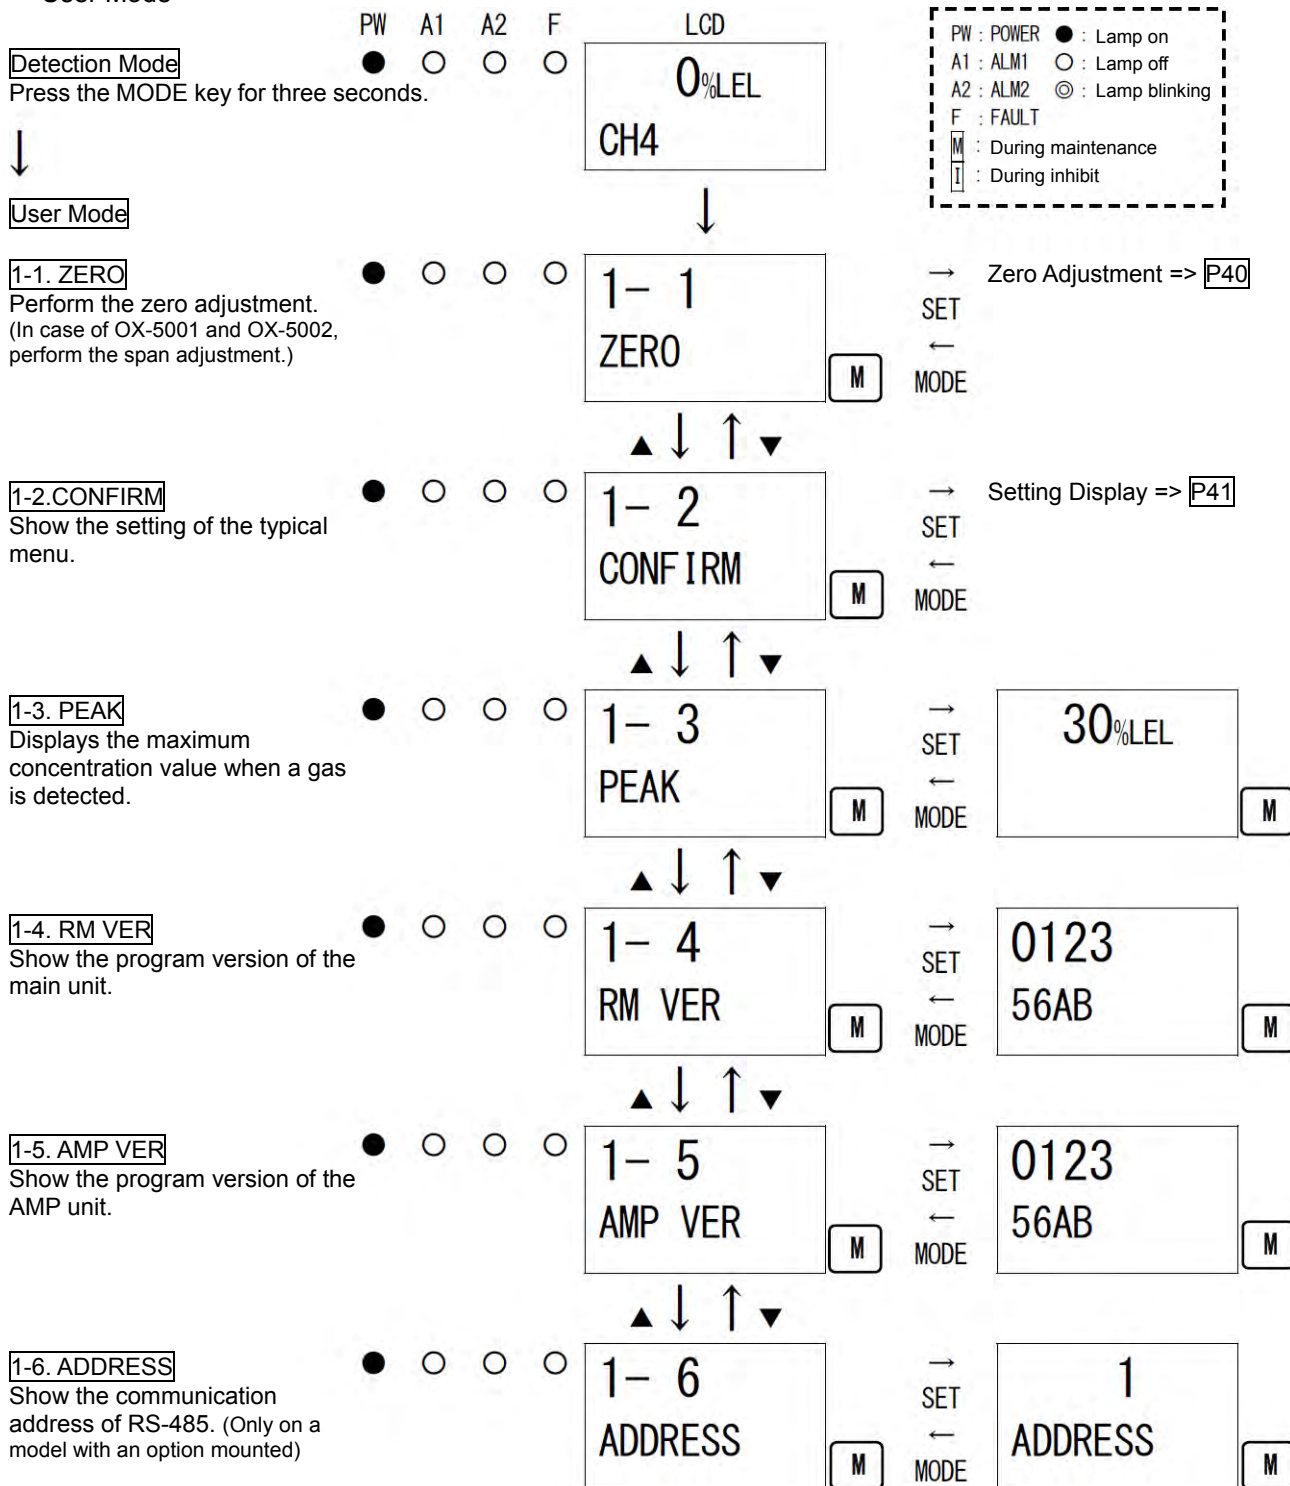 User Mode
PW A1 A2 F LCD
Detection Mode ● ○ ○ ○
Press the MODE key for three seconds.
0%LEL
CH4
PW : POWER ● : Lamp on
A1 : ALM1 ○ : Lamp off
A2 : ALM2 ◎ : Lamp blinking
F : FAULT
M : During maintenance
I : During inhibit
↓
↓
User Mode
1-1. ZERO ● ○ ○ ○
Perform the zero adjustment.
(In case of OX-5001 and OX-5002,
perform the span adjustment.)
1- 1
ZERO
M
→
SET
←
MODE
Zero Adjustment => P40
▲ ↓ ↑ ▼
1-2.CONFIRM ● ○ ○ ○
Show the setting of the typical
menu.
1- 2
CONFIRM
M
→
SET
←
MODE
Setting Display => P41
▲ ↓ ↑ ▼
1-3. PEAK ● ○ ○ ○
Displays the maximum
concentration value when a gas
is detected.
1- 3
PEAK
M
→
SET
←
MODE
30%LEL
M
▲ ↓ ↑ ▼
1-4. RM VER ● ○ ○ ○
Show the program version of the
main unit.
1- 4
RM VER
M
→
SET
←
MODE
0123
56AB
M
▲ ↓ ↑ ▼
1-5. AMP VER ● ○ ○ ○
Show the program version of the
AMP unit.
1- 5
AMP VER
M
→
SET
←
MODE
0123
56AB
M
▲ ↓ ↑ ▼
1-6. ADDRESS ● ○ ○ ○
Show the communication
address of RS-485. (Only on a
model with an option mounted)
1- 6
ADDRESS
M
→
SET
←
MODE
1
ADDRESS
M